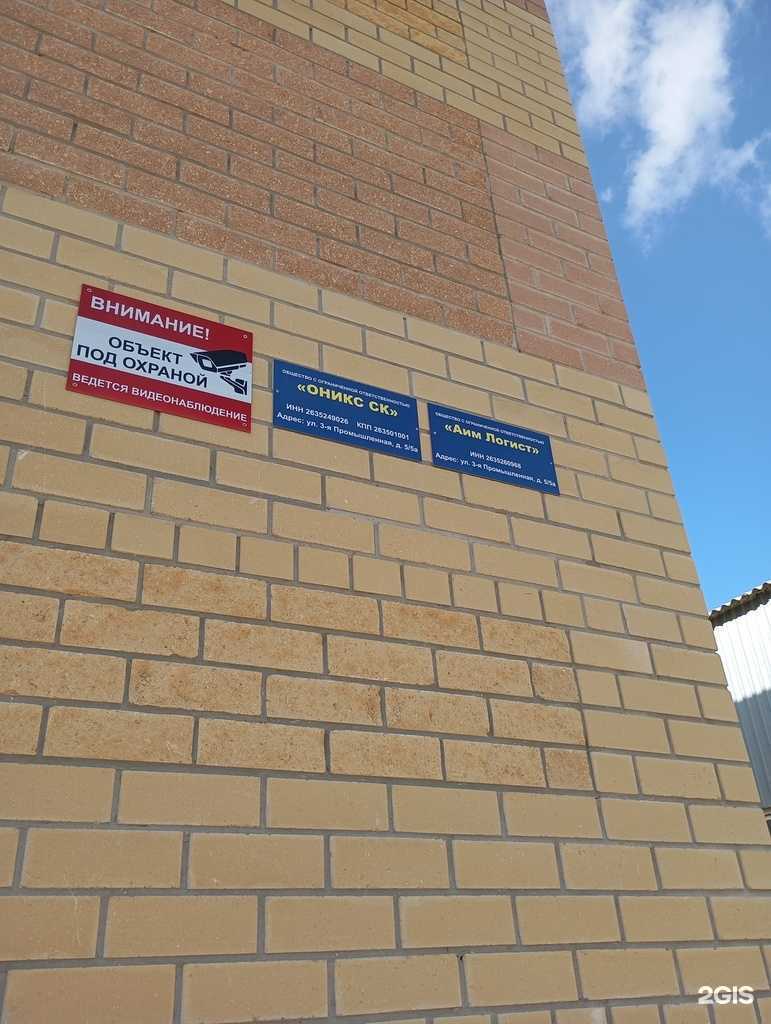 ВНИМАНИЕ!
ОБЪЕКТ
ПОД ОХРАНОЙ
ВЕДЕТСЯ ВИДЕОНАБЛЮДЕНИЕ
ОБЩЕСТВО С ОГРАНИЧЕННОЙ ОТВЕТСТВЕННОСТЬЮ
«ОНИКС СК»
ИНН 2635249026 КПП 263501001
Адрес: ул. 3-я Промышленная, д. 5/5а
ОБЩЕСТВО С ОГРАНИЧЕННОЙ ОТВЕТСТВЕННОСТЬЮ
«Аим Логист»
ИНН 2635260968
Адрес: ул. 3-я Промышленная, д. 5/5а
2GIS